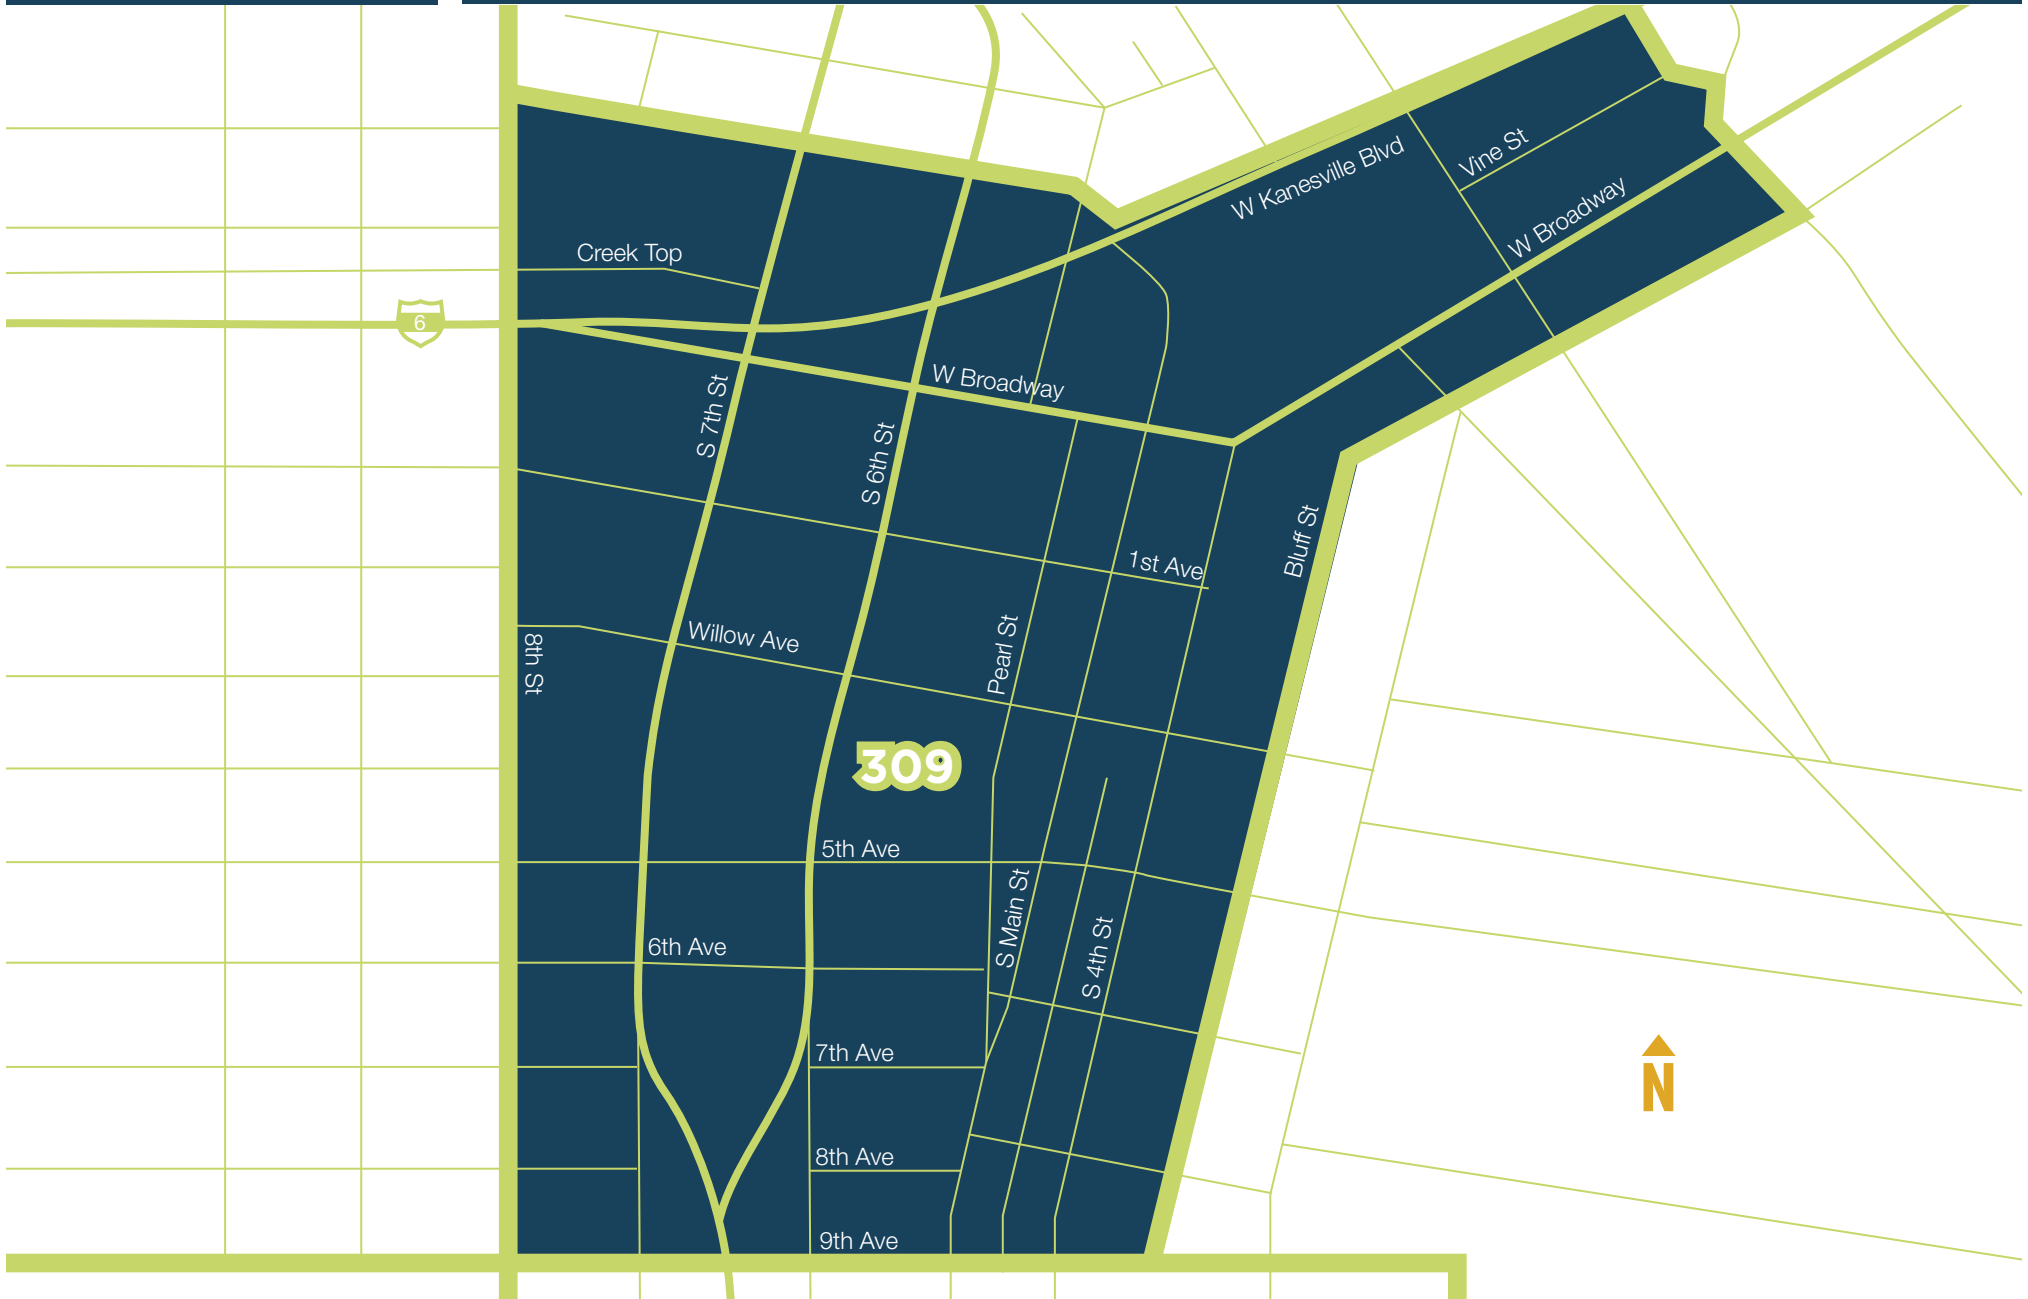 Vine St
W Kanesville Blvd
W Broadway
Creek Top
6
W Broadway
S 7th St
S 6th St
1st Ave
Bluff St
Willow Ave
8th St
Pearl St
309
5th Ave
S Main St
6th Ave
S 4th St
7th Ave
N
8th Ave
9th Ave